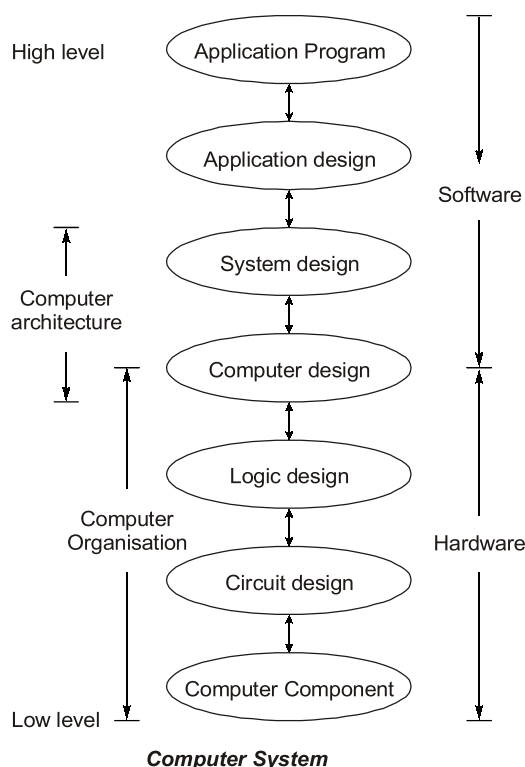 High level
Application Program
Application design
Software
System design
Computer
architecture
Computer design
Logic design
Computer
Organisation
Hardware
Circuit design
Computer Component
Low level
Computer System